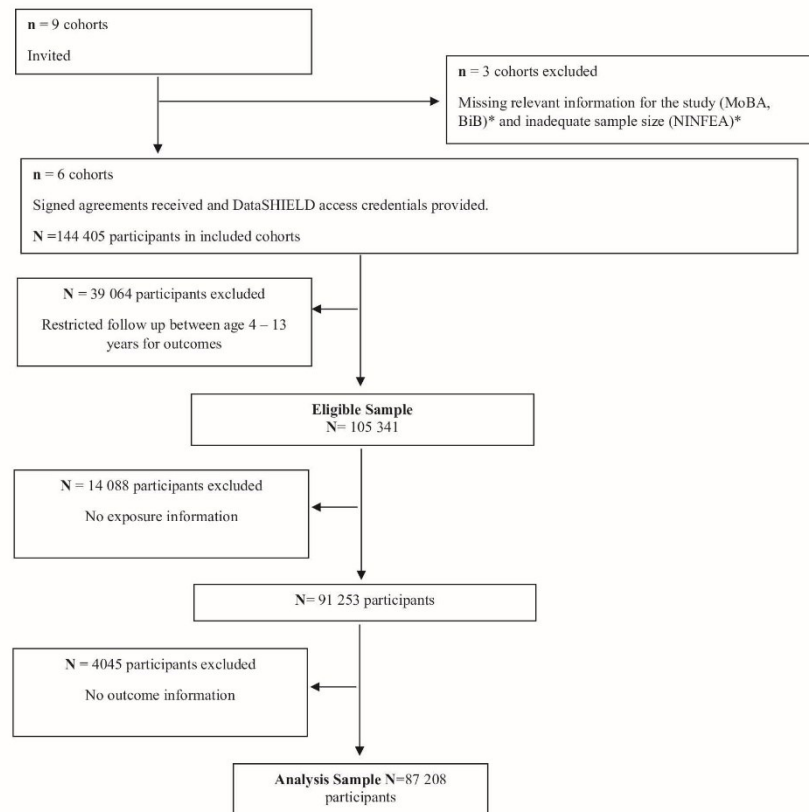 n = 9 cohorts
Invited
n = 3 cohorts excluded
Missing relevant information for the study (MoBA,
BiB)* and inadequate sample size (NINFEA)*
n = 6 cohorts
Signed agreements received and DataSHIELD access credentials provided.
N =144 405 participants in included cohorts
N = 39 064 participants excluded
Restricted follow up between age 4 – 13
years for outcomes
Eligible Sample
N= 105 341
N = 14 088 participants excluded
No exposure information
N= 91 253 participants
N = 4045 participants excluded
No outcome information
Analysis Sample N=87 208
participants